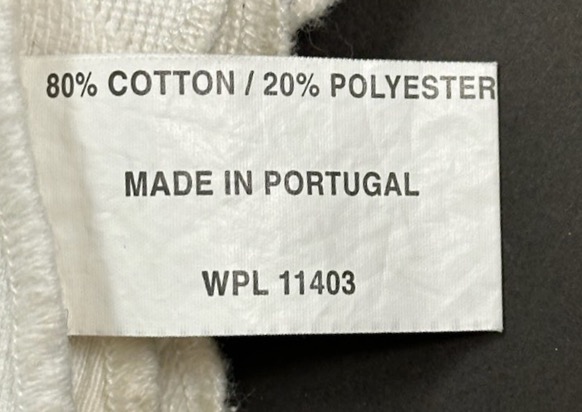 80% COTTON / 20% POLYESTER
MADE IN PORTUGAL
WPL 11403